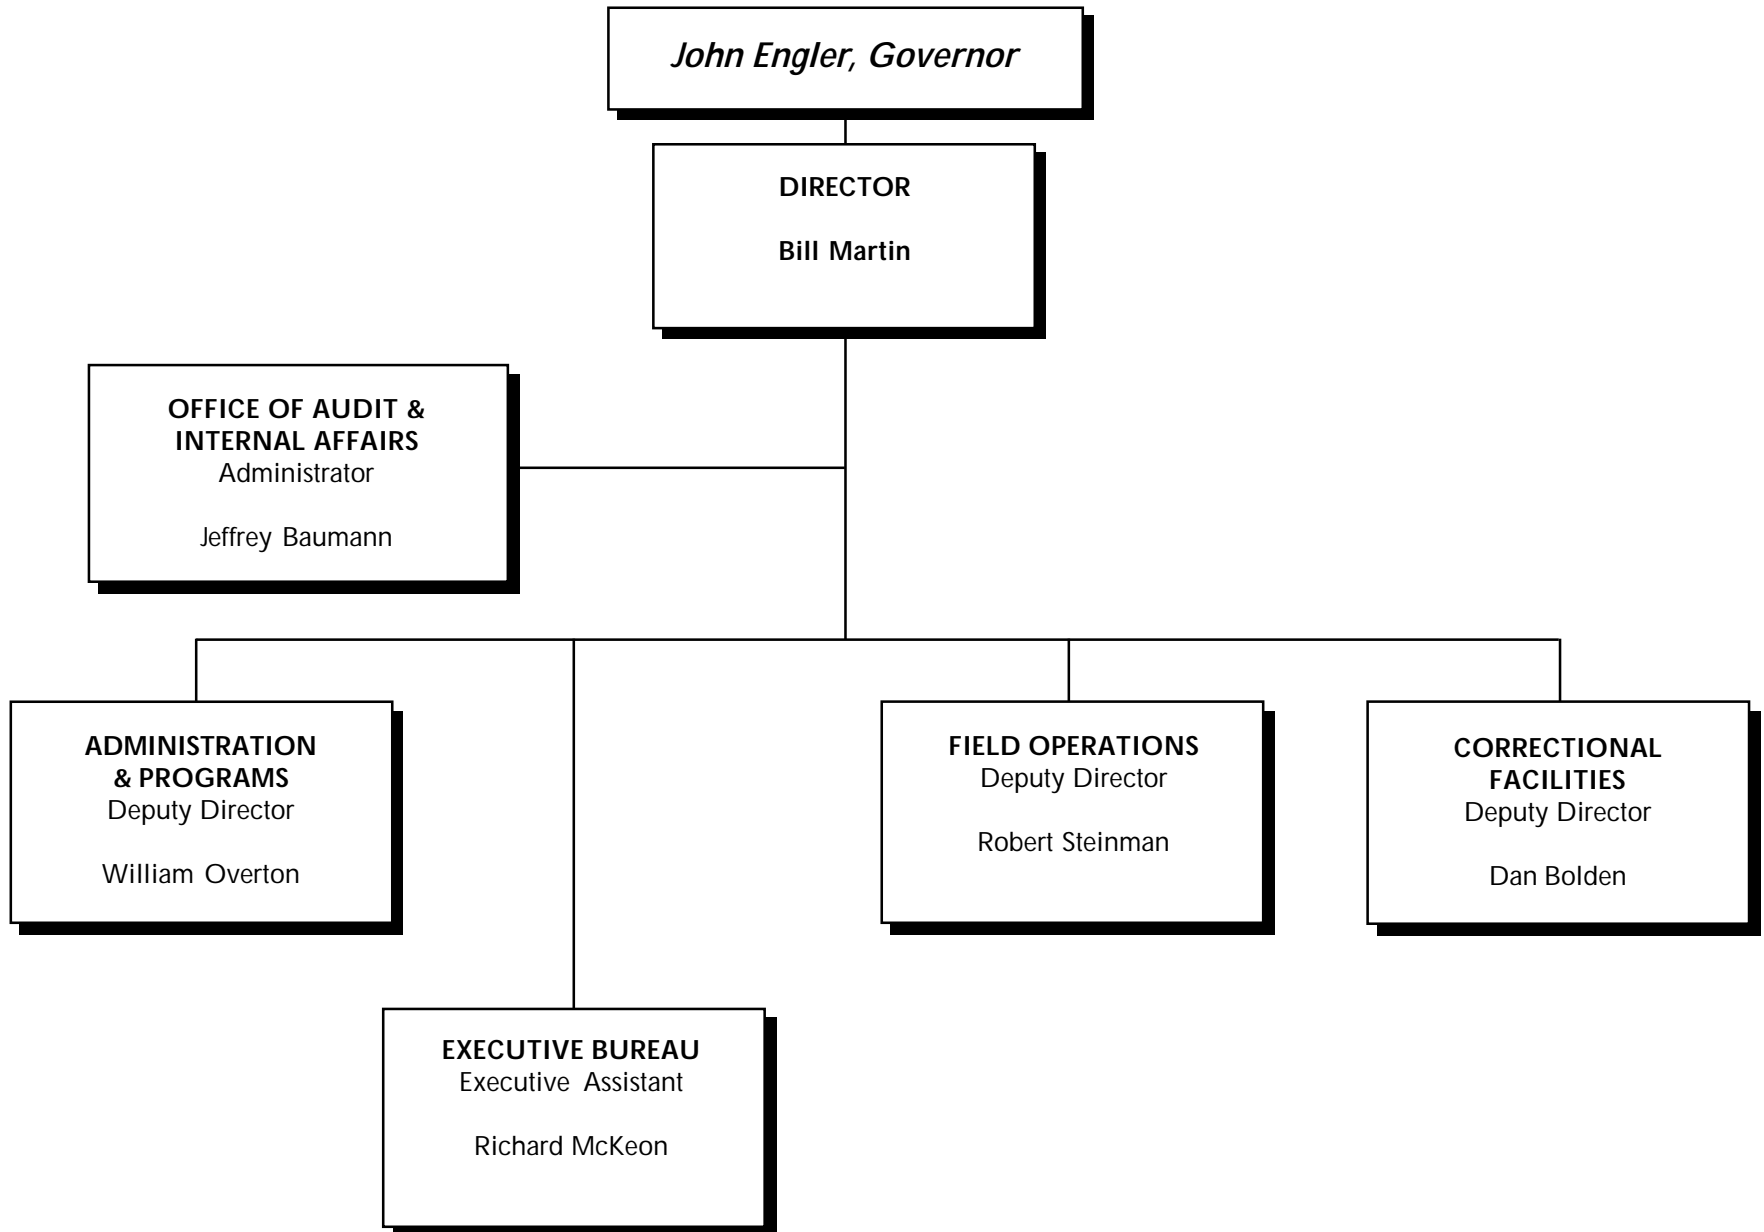 John Engler, Governor
DIRECTOR
Bill Martin
OFFICE OF AUDIT &
INTERNAL AFFAIRS
Administrator
Jeffrey Baumann
ADMINISTRATION
& PROGRAMS
Deputy Director
William Overton
EXECUTIVE BUREAU
Executive Assistant
Richard McKeon
FIELD OPERATIONS
Deputy Director
Robert Steinman
CORRECTIONAL
FACILITIES
Deputy Director
Dan Bolden